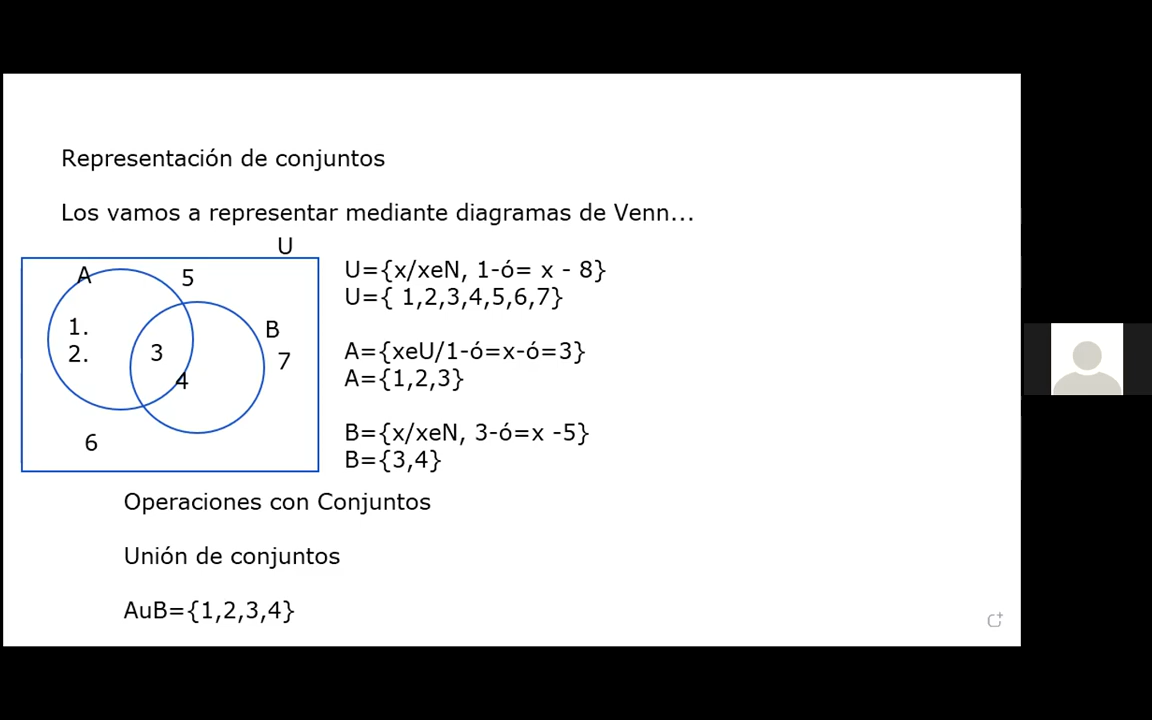 Representación de conjuntos
Los vamos a representar mediante diagramas de Venn...
U
A
5
1.
2.
3
4
B
7
6
U={x/xeN, 1-ó= x - 8}
U={ 1,2,3,4,5,6,7}
A={xeU/1-ó=x-ó=3}
A={1,2,3}
B={x/xeN, 3-ó=x -5}
B={3,4}
Operaciones con Conjuntos
Unión de conjuntos
AuB={1,2,3,4}